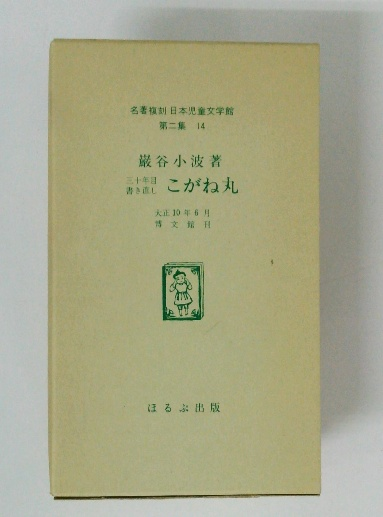 名著複刻 日本児童文学館
第二集 14
巌谷小波著
三十年目
書き直し こがね丸
大正10年6月
博文館刊
ほるぷ出版